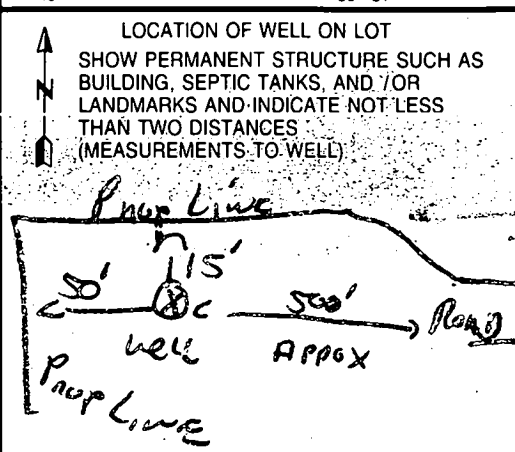 LOCATION OF WELL ON LOT
N
SHOW PERMANENT STRUCTURE SUCH AS
BUILDING, SEPTIC TANKS, AND / OR
LANDMARKS AND INDICATE NOT LESS
THAN TWO DISTANCES
(MEASUREMENTS TO WELL)
Prop Line
15'
50'
500'
Road
X
Well
APPOX
Prop Line